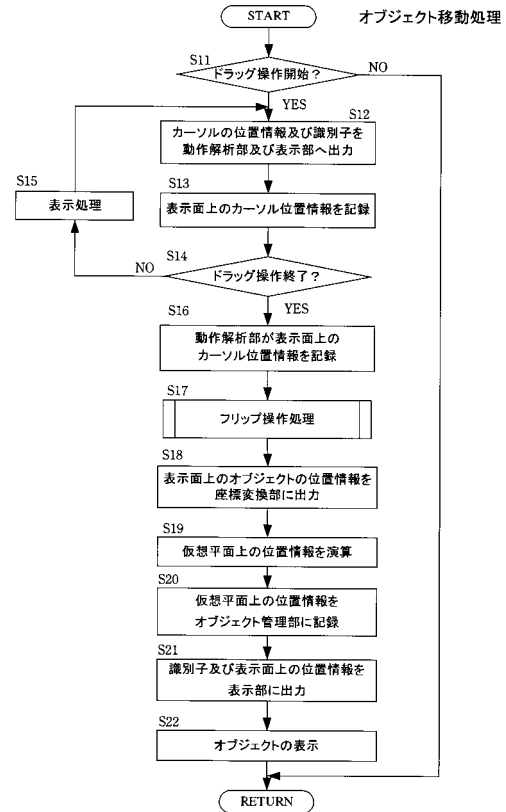 START
オブジェクト移動処理
S11
ドラッグ操作開始？
NO
YES
S12
カーソルの位置情報及び識別子を
動作解析部及び表示部へ出力
S15
表示処理
S13
表示面上のカーソル位置情報を記録
S14
NO
ドラッグ操作終了？
YES
S16
動作解析部が表示面上の
カーソル位置情報を記録
S17
フリップ操作処理
S18
表示面上のオブジェクトの位置情報を
座標変換部に出力
S19
仮想平面上の位置情報を演算
S20
仮想平面上の位置情報を
オブジェクト管理部に記録
S21
識別子及び表示面上の位置情報を
表示部に出力
S22
オブジェクトの表示
RETURN